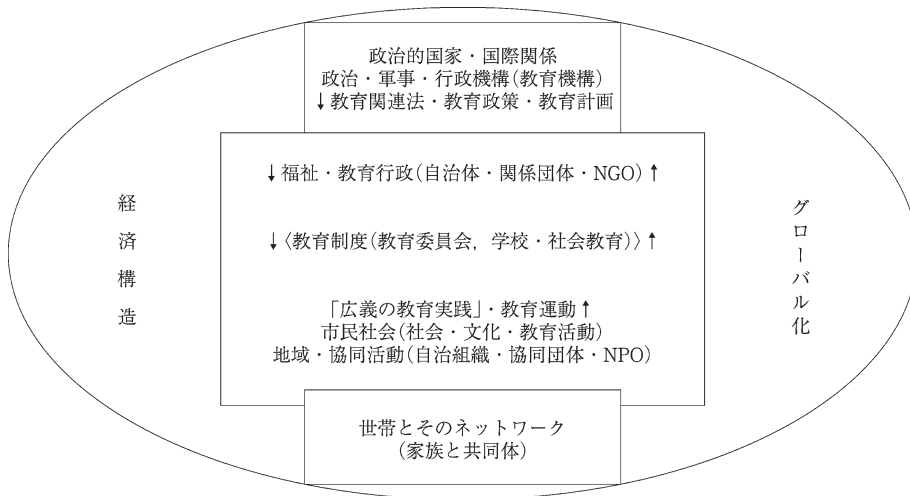 政治的国家・国際関係
政治・軍事・行政機構(教育機構)
↓教育関連法・教育政策・教育計画
↓福祉・教育行政(自治体・関係団体・NGO)↑
↓〈教育制度(教育委員会，学校・社会教育)〉↑
「広義の教育実践」・教育運動↑
市民社会(社会・文化・教育活動)
地域・協同活動(自治組織・協同団体・NPO)
世帯とそのネットワーク
(家族と共同体)
経済構造
グローバル化